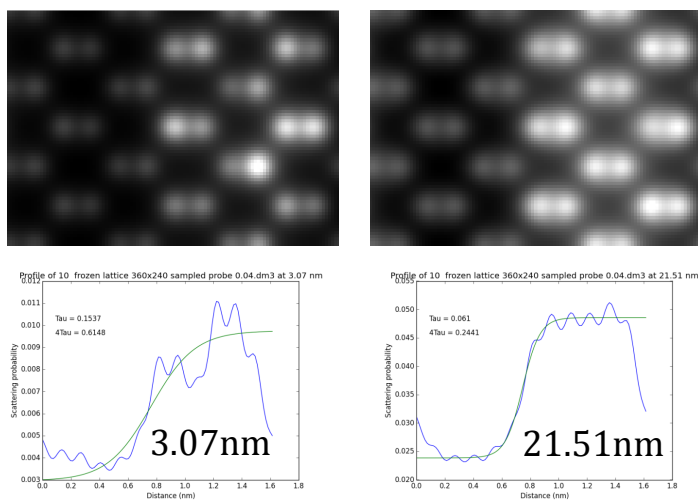 Profile of 10 frozen lattice 360x240 sampled probe 0.04.dm3 at 3.07 nm
0.012
0.011
0.010
0.009
0.008
0.007
0.006
0.005
0.004
0.003
Scattering probability
Tau = 0.1537
4Tau = 0.6148
3.07nm
0.0 0.2 0.4 0.6 0.8 1.0 1.2 1.4 1.6 1.8
Distance (nm)
Profile of 10 frozen lattice 360x240 sampled probe 0.04.dm3 at 21.51 nm
0.055
0.050
0.045
0.040
0.035
0.030
0.025
0.020
Scattering probability
Tau = 0.061
4Tau = 0.2441
21.51nm
0.0 0.2 0.4 0.6 0.8 1.0 1.2 1.4 1.6 1.8
Distance (nm)